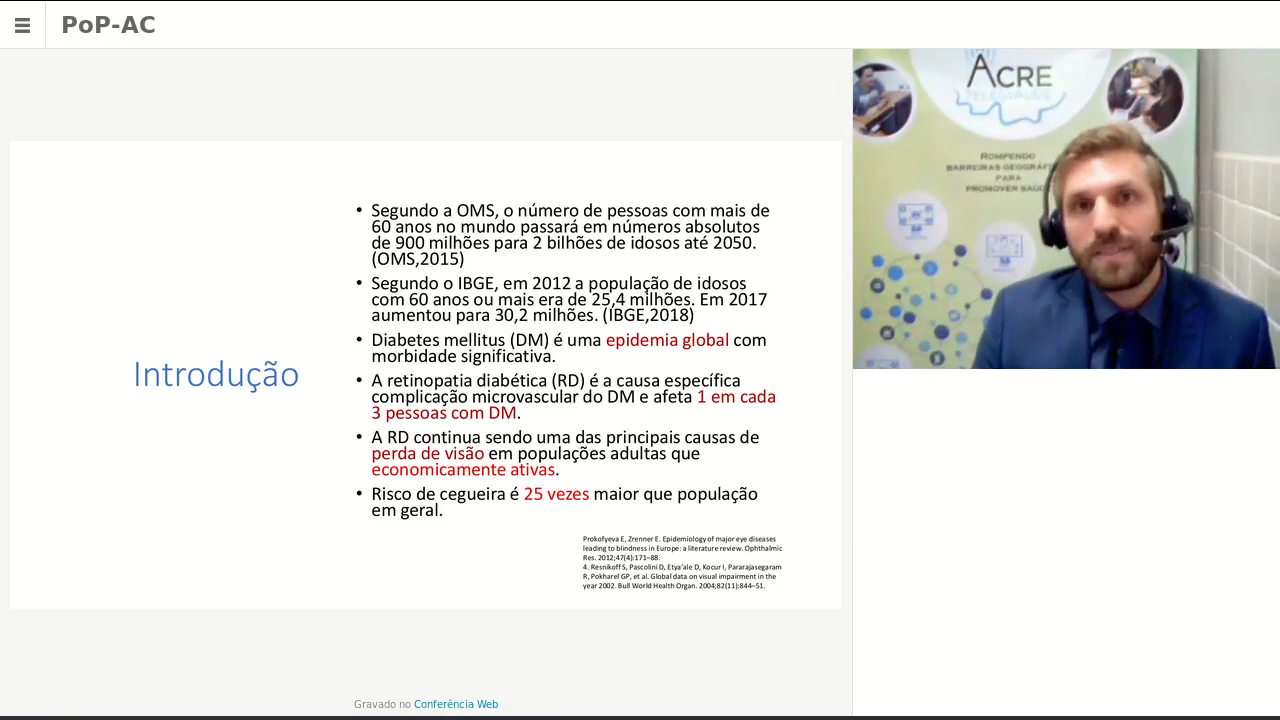 PoP-AC
Introdução
• Segundo a OMS, o número de pessoas com mais de
60 anos no mundo passará em números absolutos
de 900 milhões para 2 bilhões de idosos até 2050.
(OMS,2015)
• Segundo o IBGE, em 2012 a população de idosos
com 60 anos ou mais era de 25,4 milhões. Em 2017
aumentou para 30,2 milhões. (IBGE,2018)
• Diabetes mellitus (DM) é uma epidemia global com
morbidade significativa.
• A retinopatia diabética (RD) é a causa específica
complicação microvascular do DM e afeta 1 em cada
3 pessoas com DM.
• A RD continua sendo uma das principais causas de
perda de visão em populações adultas que
economicamente ativas.
• Risco de cegueira é 25 vezes maior que população
em geral.
Prokofyeva E, Zrenner E. Epidemiology of major eye diseases
leading to blindness in Europe: a literature review. Ophthalmic
Res. 2012;47(4):171–88.
4. Resnikoff S, Pascolini D, Etya'ale D, Kocur I, Pararajasegaram
R, Pokharel GP, et al. Global data on visual impairment in the
year 2002. Bull World Health Organ. 2004;82(11):844–51.
Gravado no Conferência Web
ACRE
TELESSAÚDE
ROMPENDO
BARREIRAS
PARA
PROMOVER